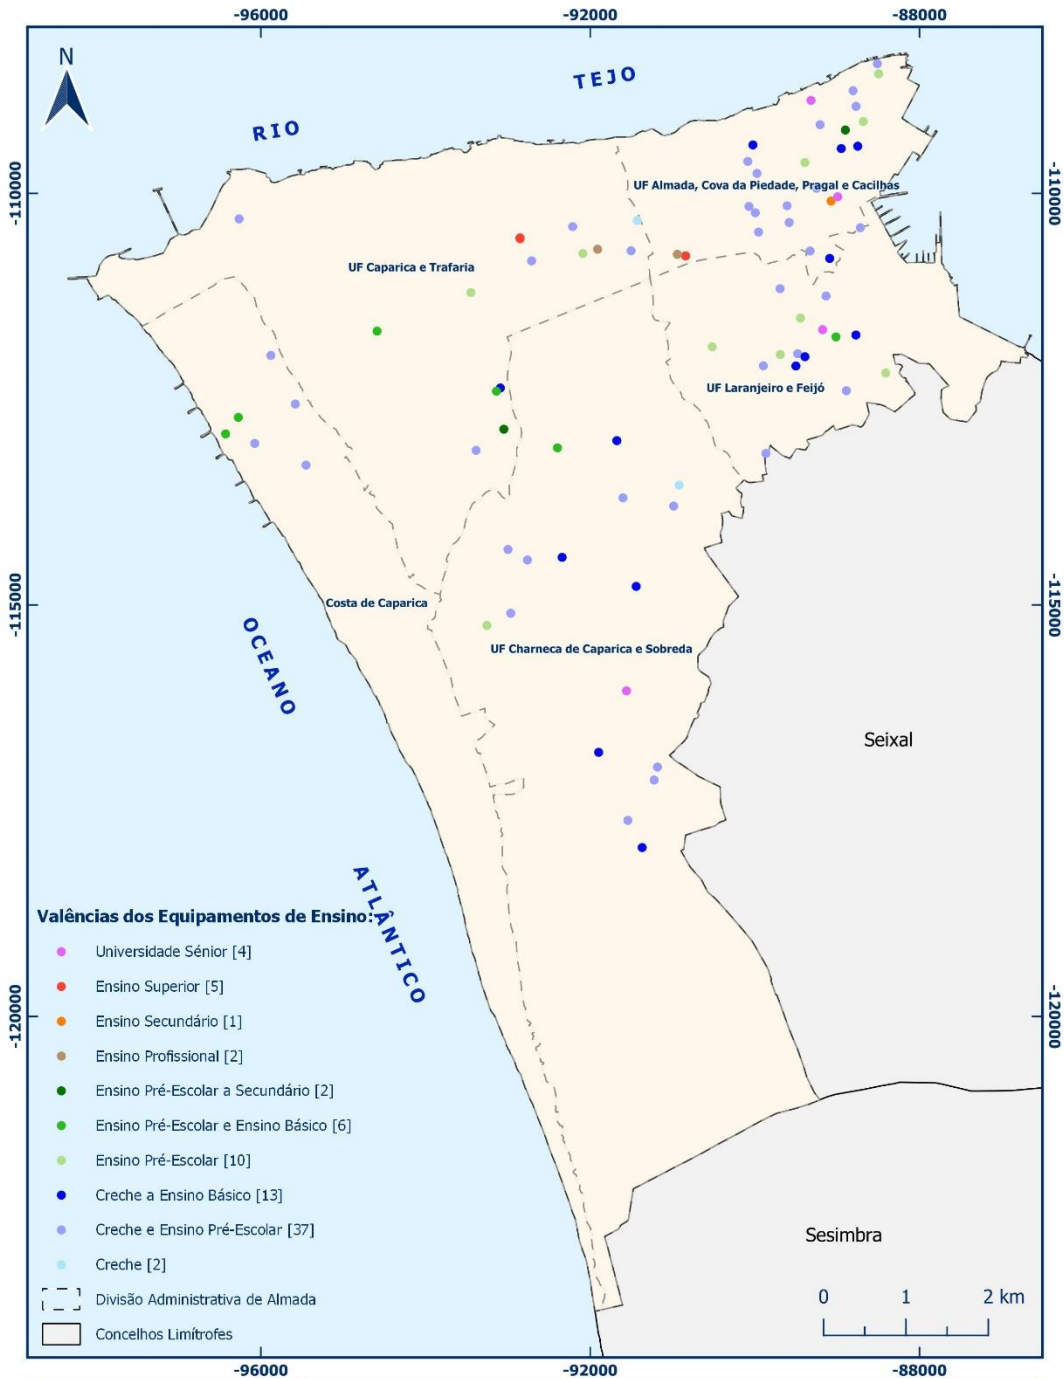 -96000
-92000
-88000
N
TEJO
RIO
-110000
-110000
UF Almada, Cova da Piedade, Pragal e Cacilhas
UF Caparica e Trafaria
UF Laranjeiro e Feijó
Costa de Caparica
-115000
-115000
OCEANO
UF Charneca de Caparica e Sobreda
Seixal
ATLÂNTICO
Valências dos Equipamentos de Ensino:
Universidade Sénior [4]
Ensino Superior [5]
-120000
-120000
Ensino Secundário [1]
Ensino Profissional [2]
Ensino Pré-Escolar a Secundário [2]
Ensino Pré-Escolar e Ensino Básico [6]
Ensino Pré-Escolar [10]
Creche a Ensino Básico [13]
Creche e Ensino Pré-Escolar [37]
Sesimbra
Creche [2]
Divisão Administrativa de Almada
0 1 2 km
Concelhos Limítrofes
-96000
-92000
-88000